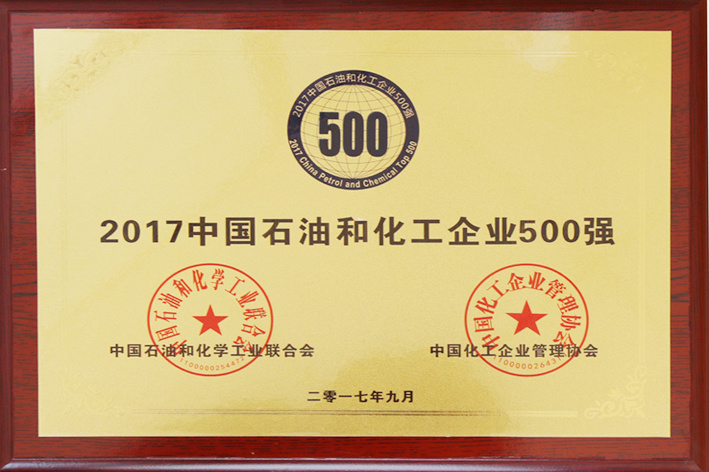 2017中国石油和化工企业500强
500
2017 China Petrol and Chemical Top 500
2017中国石油和化工企业500强
中国石油和化学工业联合会
中国化工企业管理协会
中国石油和化学工业联合会
中国化工企业管理协会
二零一七年九月